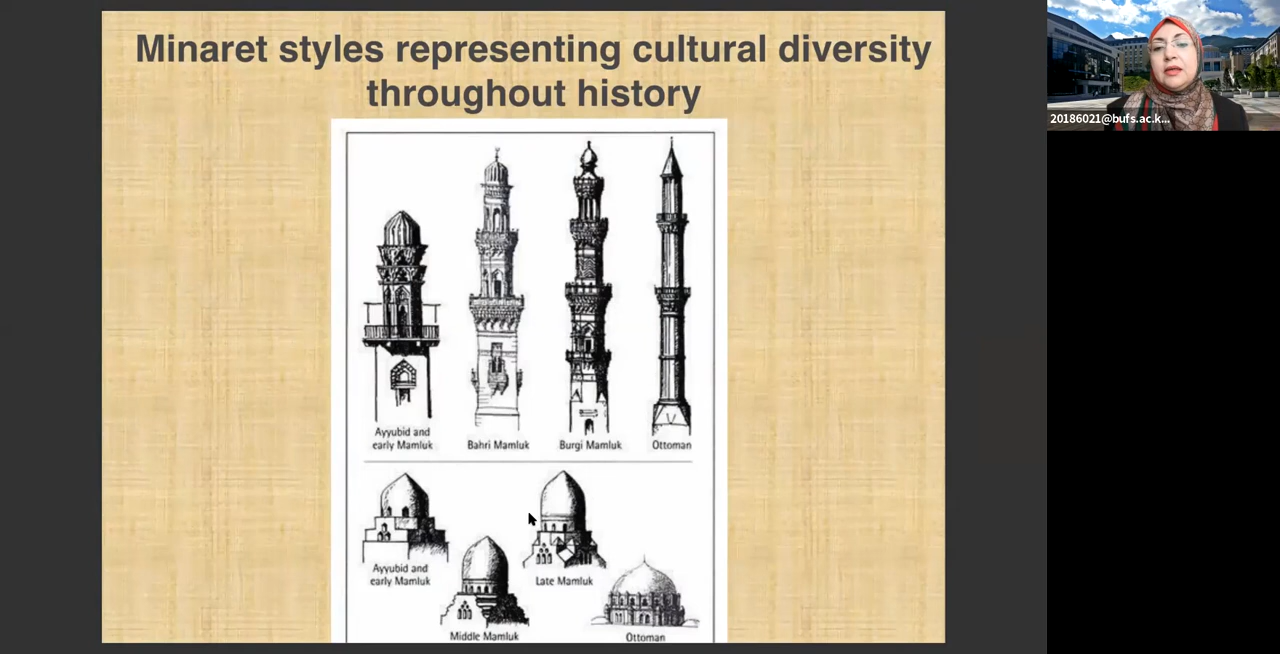 Minaret styles representing cultural diversity
throughout history
20186021@bufs.ac.k...
Ayyubid and
early Mamluk
Bahri Mamluk
Burgi Mamluk
Ottoman
Ayyubid and
early Mamluk
Late Mamluk
Middle Mamluk
Ottoman